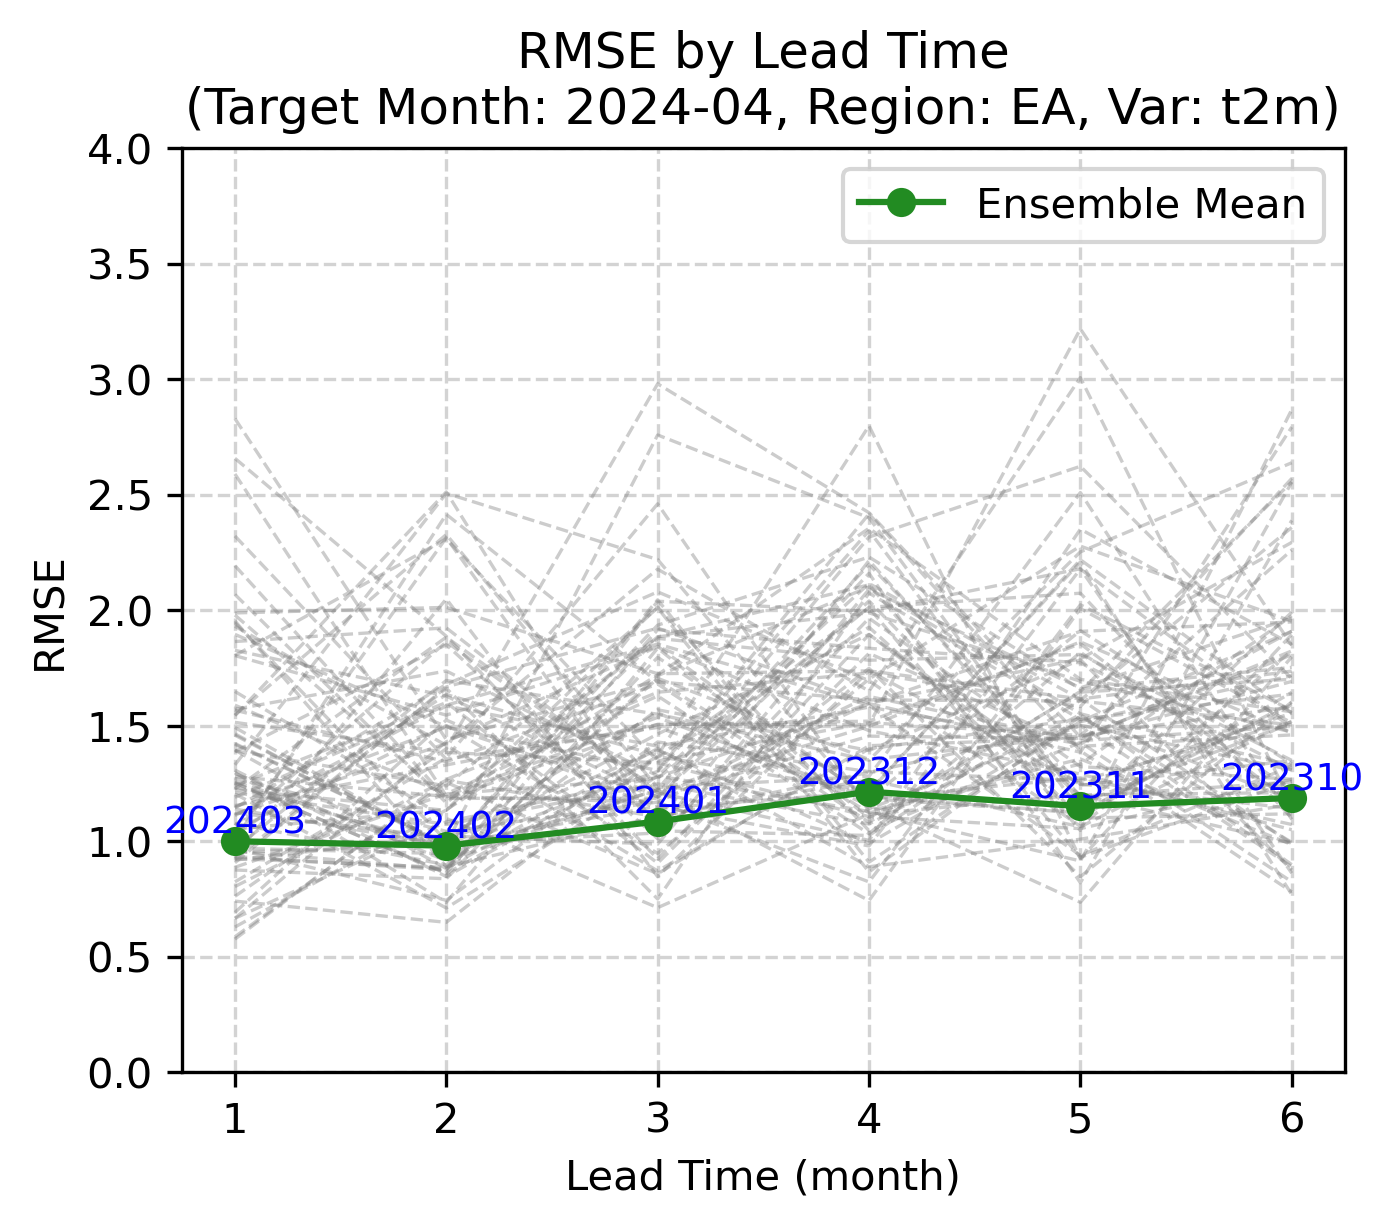 RMSE by Lead Time
(Target Month: 2024-04, Region: EA, Var: t2m)
4.0
3.5
3.0
2.5
2.0
1.5
1.0
0.5
0.0
RMSE
Ensemble Mean
202403
202402
202401
202312
202311
202310
1 2 3 4 5 6
Lead Time (month)